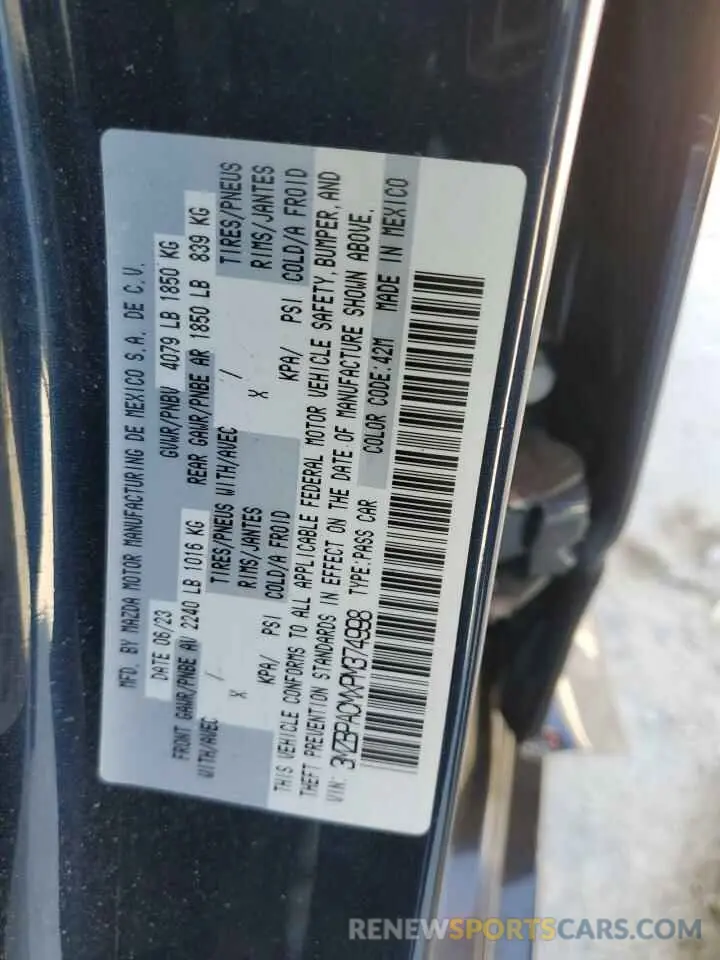 MFD. BY MAZDA MOTOR MANUFACTURING DE MEXICO S.A. DE C.V.
DATE 06/23 GVWR/PNBV 4079 LB 1850 KG
FRONT GAWR/PNBE AV 2240 LB 1016 KG REAR GAWR/PNBE AR 1850 LB 839 KG
WITH/AVEC / TIRES/PNEUS WITH/AVEC / TIRES/PNEUS
X RIMS/JANTES X RIMS/JANTES
KPA/ PSI COLD/A FROID KPA/ PSI COLD/A FROID
THIS VEHICLE CONFORMS TO ALL APPLICABLE FEDERAL MOTOR VEHICLE SAFETY, BUMPER, AND
THEFT PREVENTION STANDARDS IN EFFECT ON THE DATE OF MANUFACTURE SHOWN ABOVE.
VIN: 3MZBPACMXPM374998 TYPE:PASS CAR COLOR CODE:42M MADE IN MEXICO
RENEWSPORTSCARS.COM